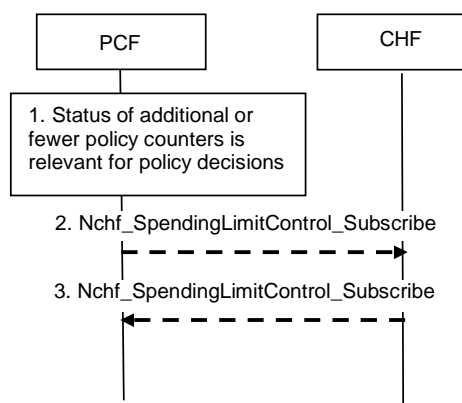 PCF
CHF
1. Status of additional or
fewer policy counters is
relevant for policy decisions
2. Nchf_SpendingLimitControl_Subscribe
3. Nchf_SpendingLimitControl_Subscribe